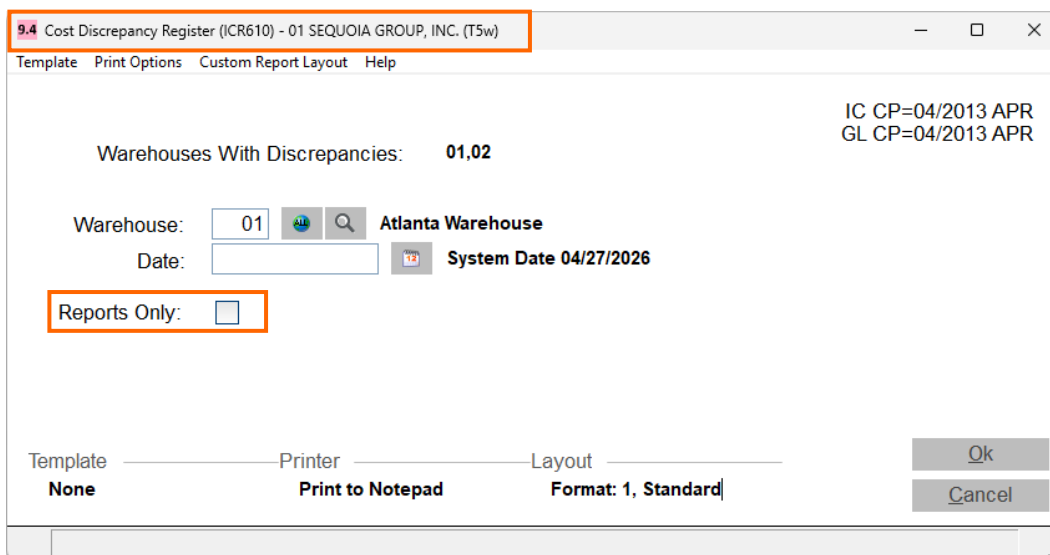 9.4 Cost Discrepancy Register (ICR610) - 01 SEQUOIA GROUP, INC. (T5w)
Template Print Options Custom Report Layout Help
IC CP=04/2013 APR
GL CP=04/2013 APR
Warehouses With Discrepancies: 01,02
Warehouse: 01 ALL Atlanta Warehouse
Date: 12 System Date 04/27/2026
Reports Only:
Template Printer Layout
None Print to Notepad Format: 1, Standard
Ok
Cancel